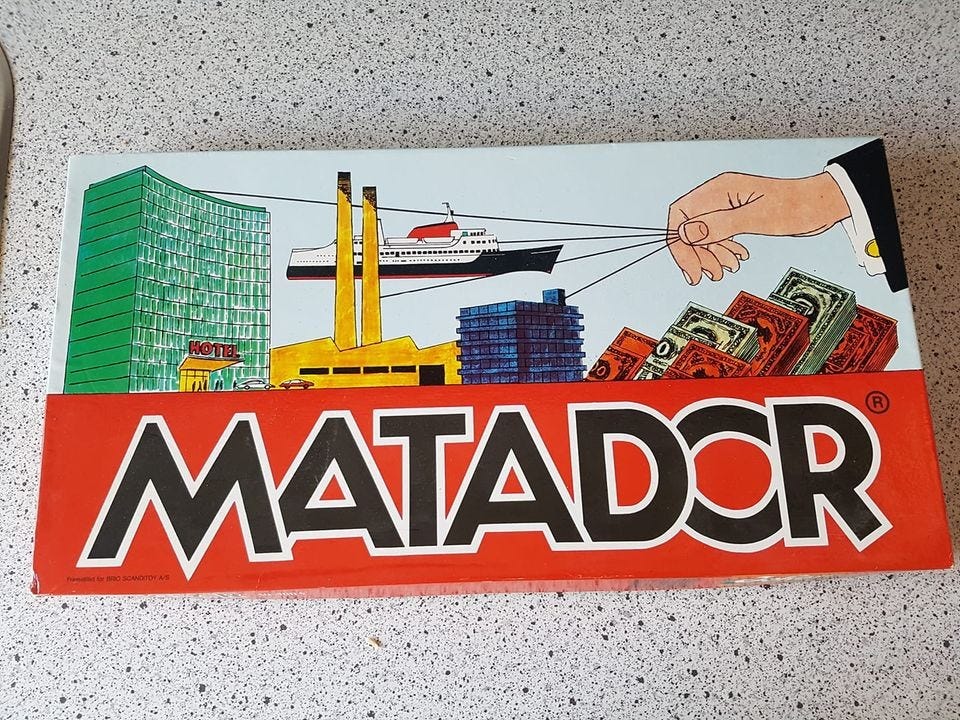 HOTEL
MATADOR®
Fremstillet for BRIO SCANDITOY A/S